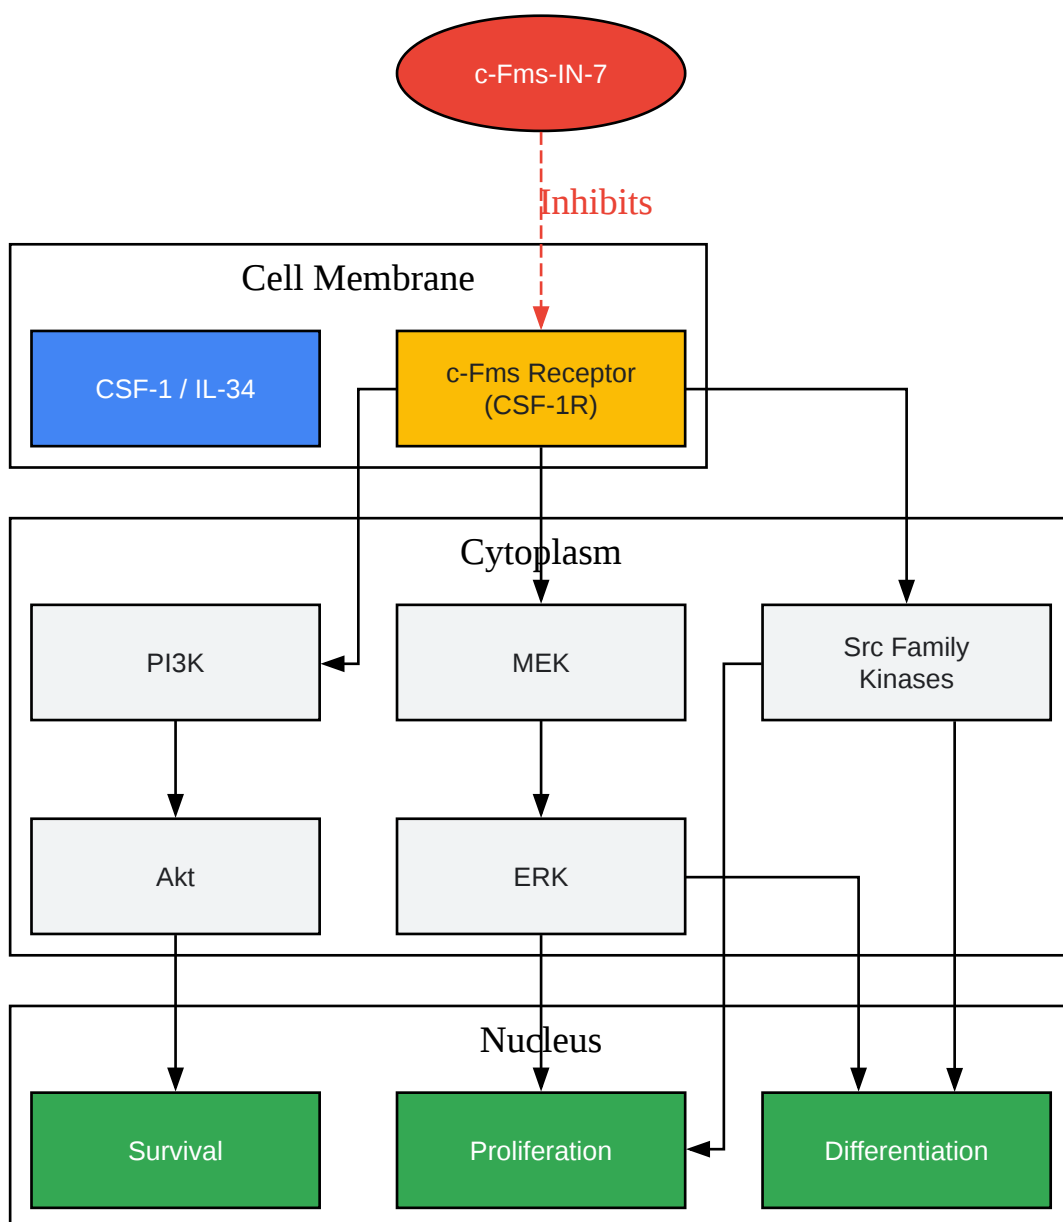 c-Fms-IN-7
Inhibits
Cell Membrane
CSF-1 / IL-34
c-Fms Receptor
(CSF-1R)
Cytoplasm
PI3K
MEK
Src Family
Kinases
Akt
ERK
Nucleus
Survival
Proliferation
Differentiation